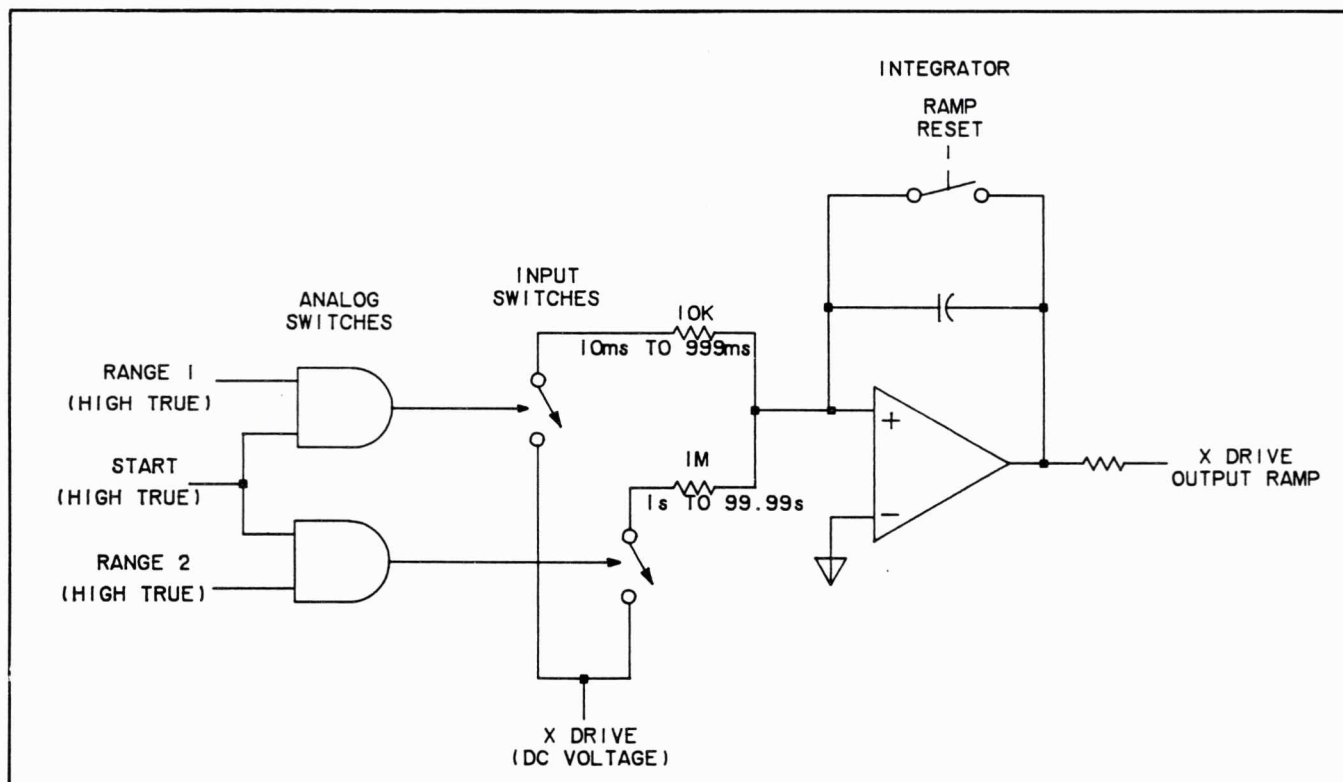 INTEGRATOR
RAMP
RESET
INPUT
SWITCHES
ANALOG
SWITCHES
10K
10ms TO 999ms
RANGE 1
(HIGH TRUE)
+
START
(HIGH TRUE)
1M
1s TO 99.99s
X DRIVE
OUTPUT RAMP
−
RANGE 2
(HIGH TRUE)
X DRIVE
(DC VOLTAGE)